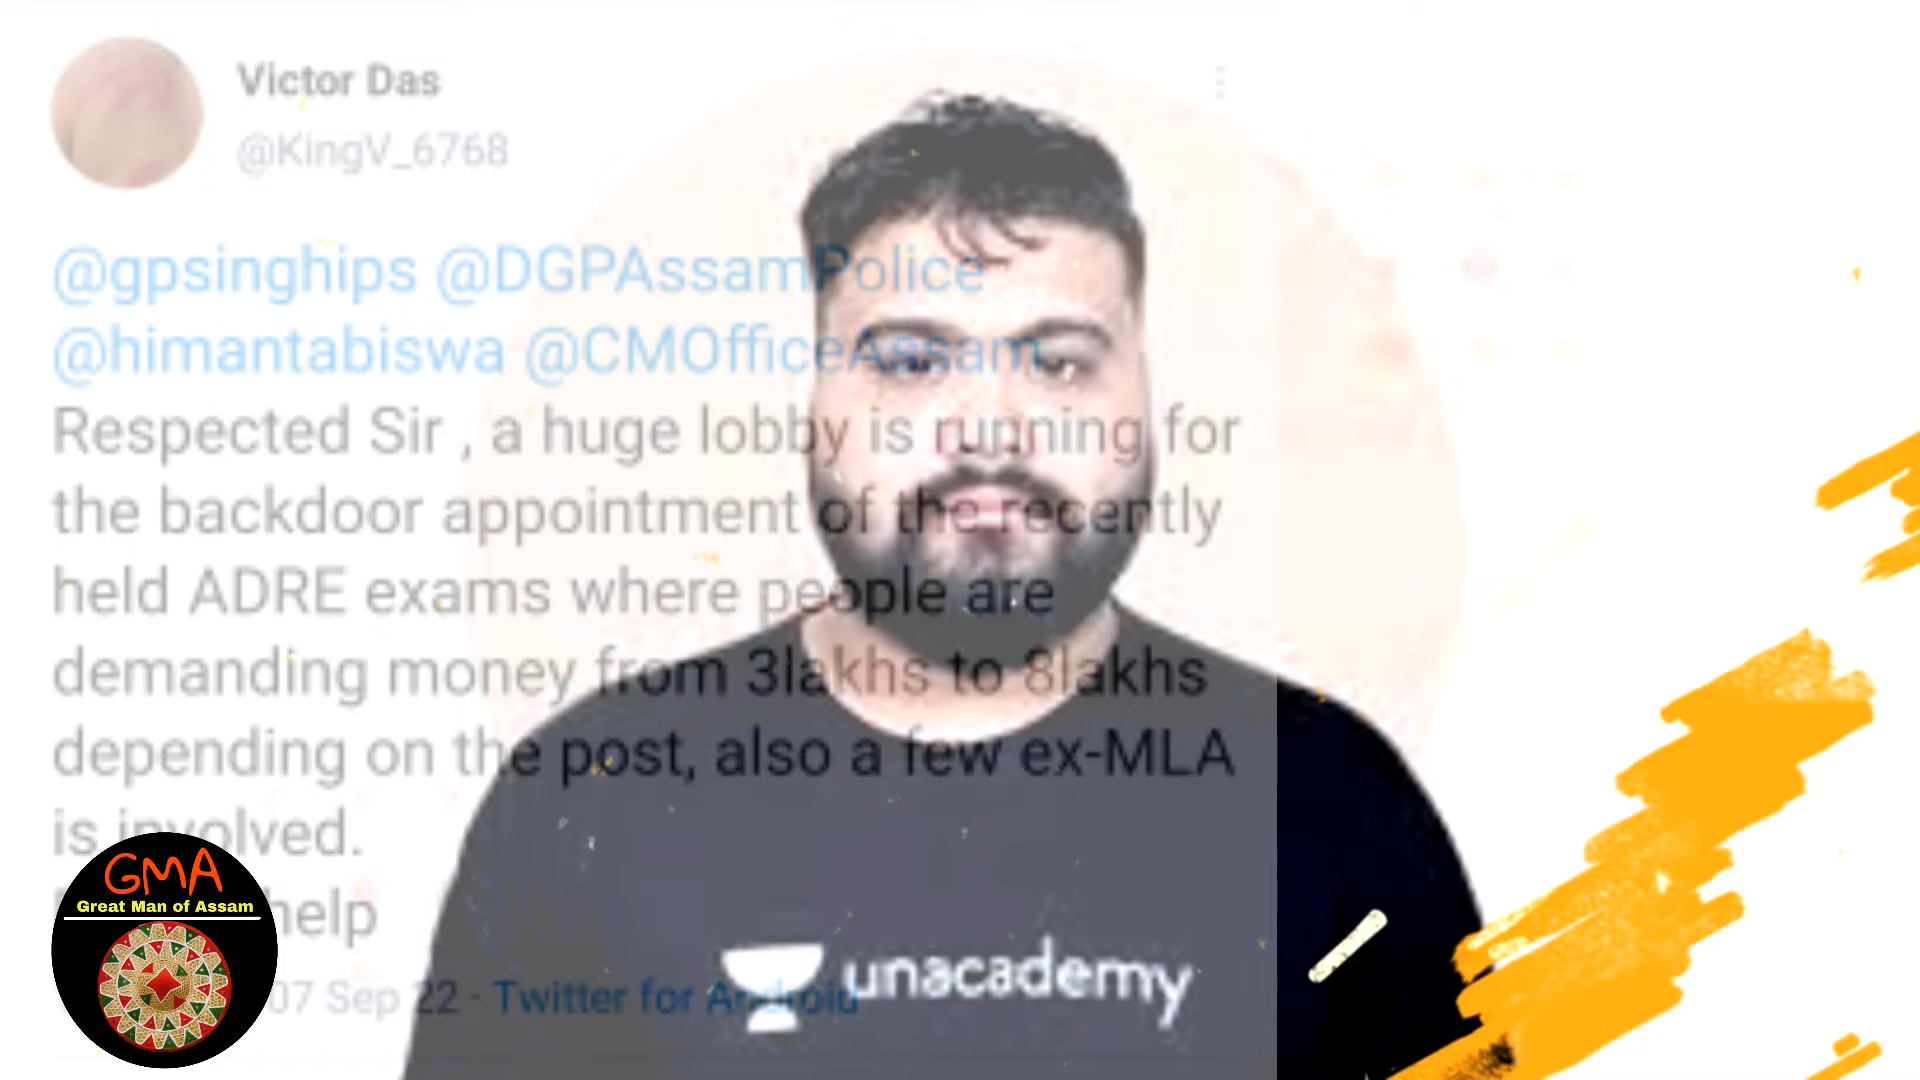 Victor Das
@KingV_6768
@gpsinghips @DGPAssamPolice
@himantabiswa @CMOfficeAssam
Respected Sir , a huge lobby is running for
the backdoor appointment of the recently
held ADRE exams where people are
demanding money from 3lakhs to 8lakhs
depending on the post, also a few ex-MLA
is involved.
help
07 Sep 22 · Twitter for Android
GMA
Great Man of Assam
unacademy